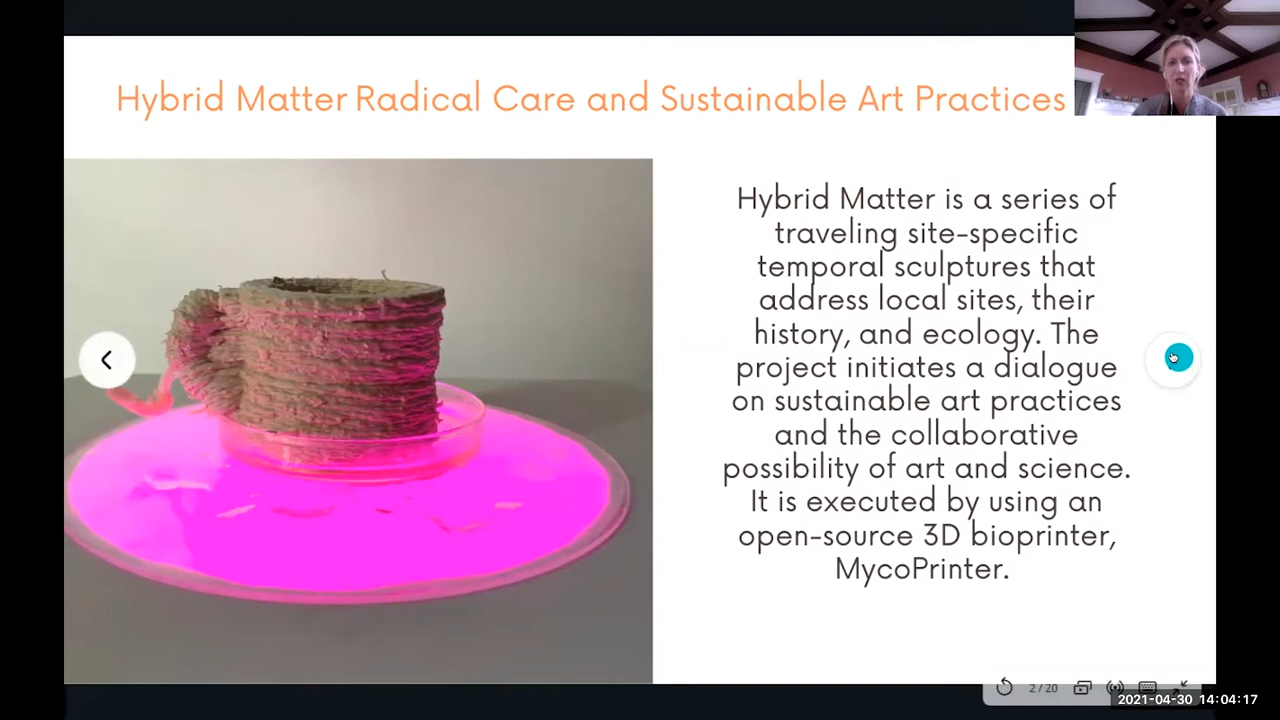 Hybrid Matter Radical Care and Sustainable Art Practices
Hybrid Matter is a series of
traveling site-specific
temporal sculptures that
address local sites, their
history, and ecology. The
project initiates a dialogue
on sustainable art practices
and the collaborative
possibility of art and science.
It is executed by using an
open-source 3D bioprinter,
MycoPrinter.
2 / 20
2021-04-30 14:04:17